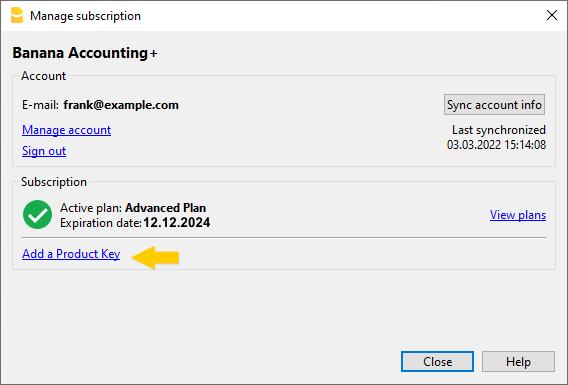 Manage subscription
Banana Accounting+
Account
E-mail: frank@example.com
Sync account info
Manage account
Last synchronized
Sign out
03.03.2022 15:14:08
Subscription
Active plan: Advanced Plan
Expiration date: 12.12.2024
View plans
Add a Product Key
Close
Help